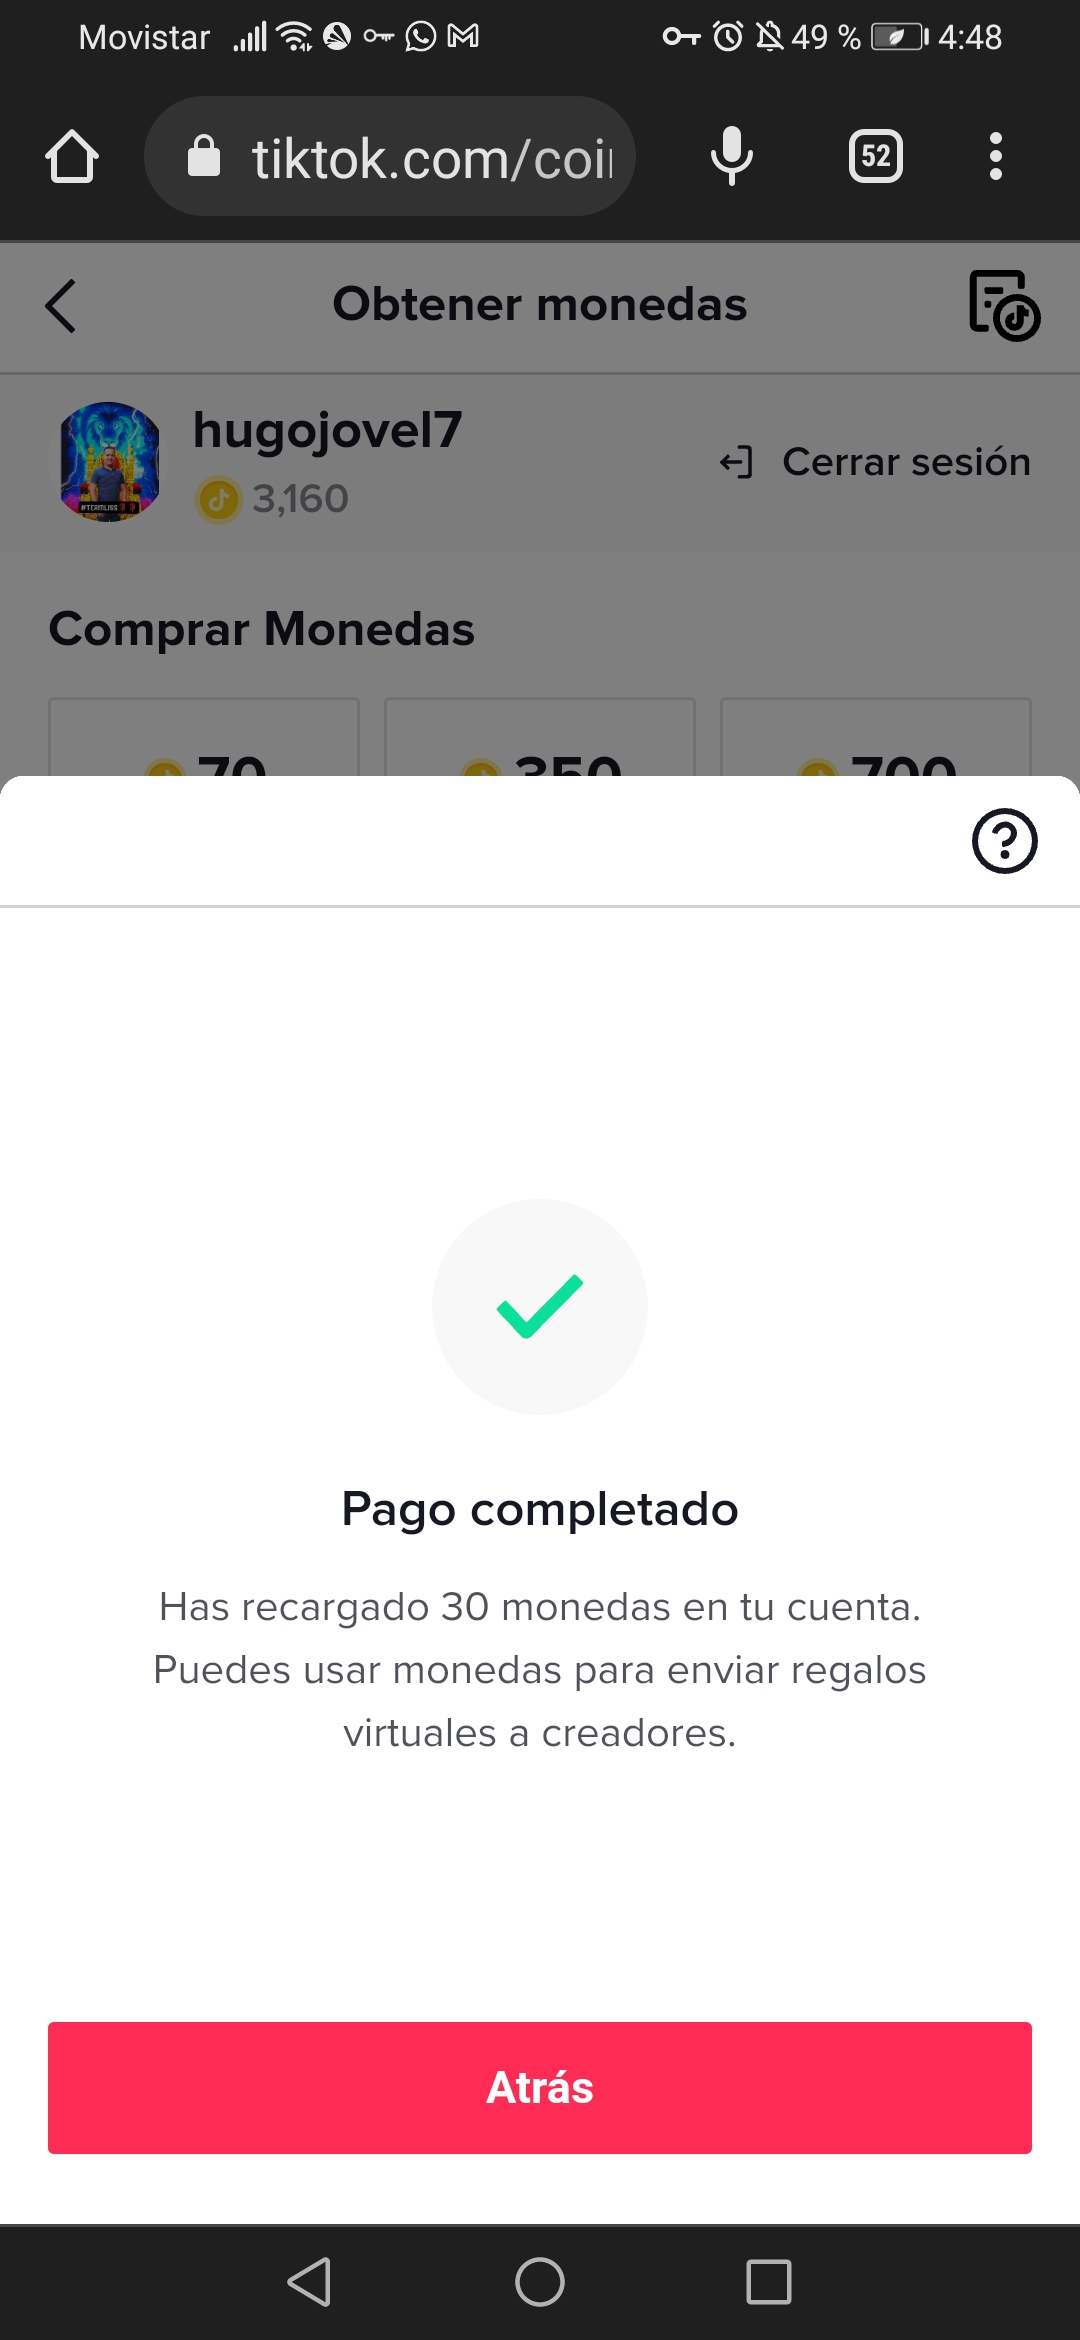 Movistar 49 % 4:48
tiktok.com/coi
52
Obtener monedas
hugojovel7
3,160
Cerrar sesión
Comprar Monedas
70 350 700
Pago completado
Has recargado 30 monedas en tu cuenta.
Puedes usar monedas para enviar regalos
virtuales a creadores.
Atrás